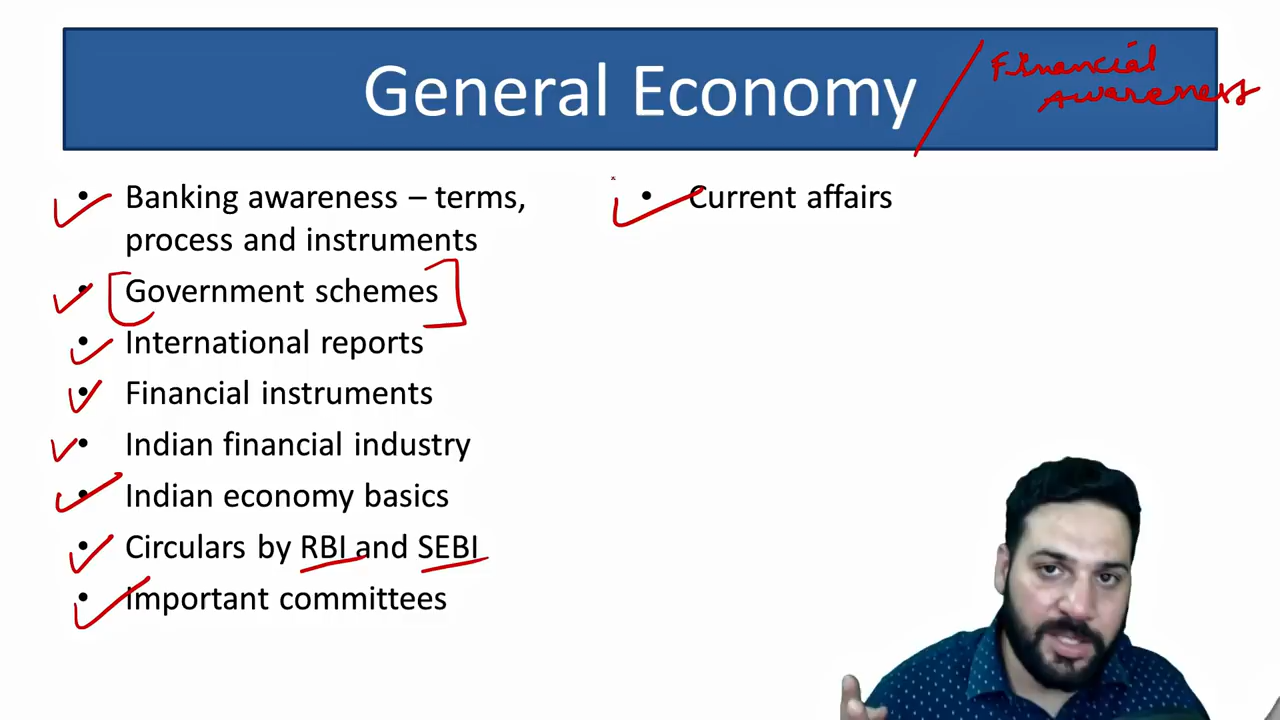 General Economy / Financial
Awareness
• Banking awareness – terms,
process and instruments
• Government schemes
• International reports
• Financial instruments
• Indian financial industry
• Indian economy basics
• Circulars by RBI and SEBI
• Important committees
• Current affairs